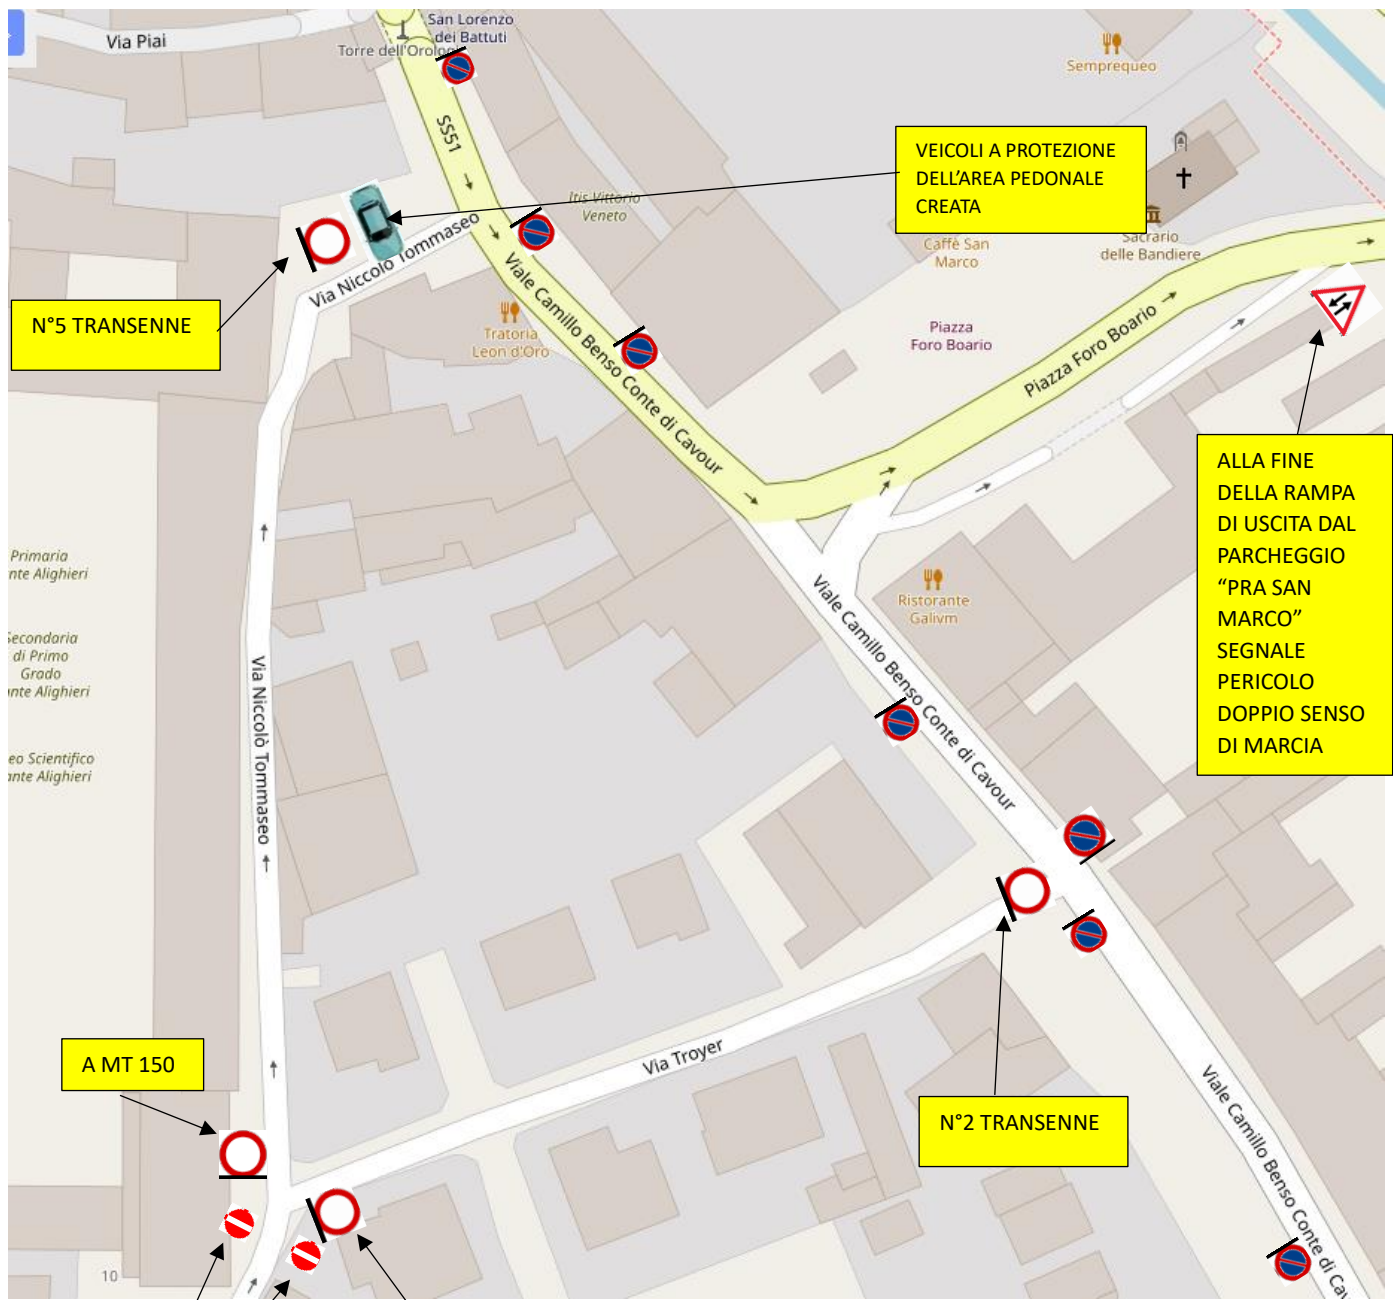 San Lorenzo
dei Battuti
Via Piai
Torre dell'Orologi
SS51
VEICOLI A PROTEZIONE
DELL'AREA PEDONALE
CREATA
Semprequeo
Itis Vittorio
Veneto
Caffè San
Marco
Sacrario
delle Bandiere
Via Niccolò Tommaseo
N°5 TRANSENNE
Viale Camillo Benso Conte di Cavour
Tratoria
Leon d'Oro
Piazza
Foro Boario
Piazza Foro Boario
ALLA FINE
DELLA RAMPA
DI USCITA DAL
PARCHEGGIO
“PRA SAN
MARCO”
SEGNALE
PERICOLO
DOPPIO SENSO
DI MARCIA
Primaria
nte Alighieri
Secondaria
di Primo
Grado
nte Alighieri
eo Scientifico
ante Alighieri
Ristorante
Galivm
Viale Camillo Benso Conte di Cavour
Via Niccolò Tommaseo
Via Troyer
A MT 150
N°2 TRANSENNE
Viale Camillo Benso Conte di Cavou
10